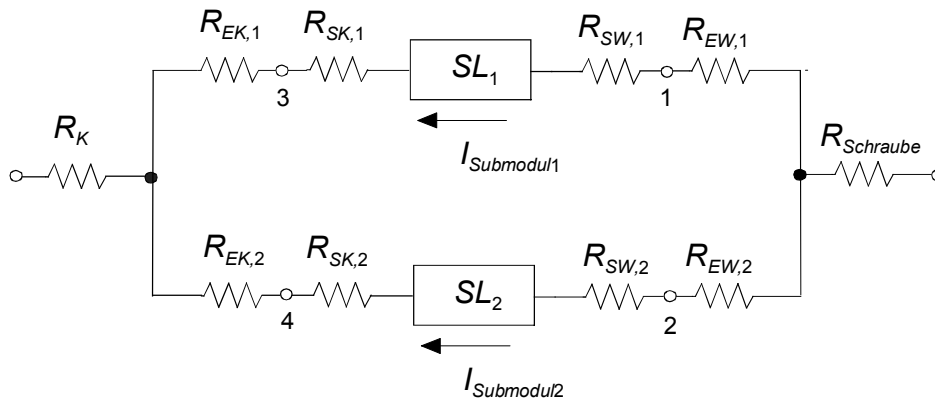 R_EK,1 R_SK,1 SL_1 R_SW,1 R_EW,1
3 1
R_K I_Submodul1 R_Schraube
R_EK,2 R_SK,2 SL_2 R_SW,2 R_EW,2
4 2
I_Submodul2